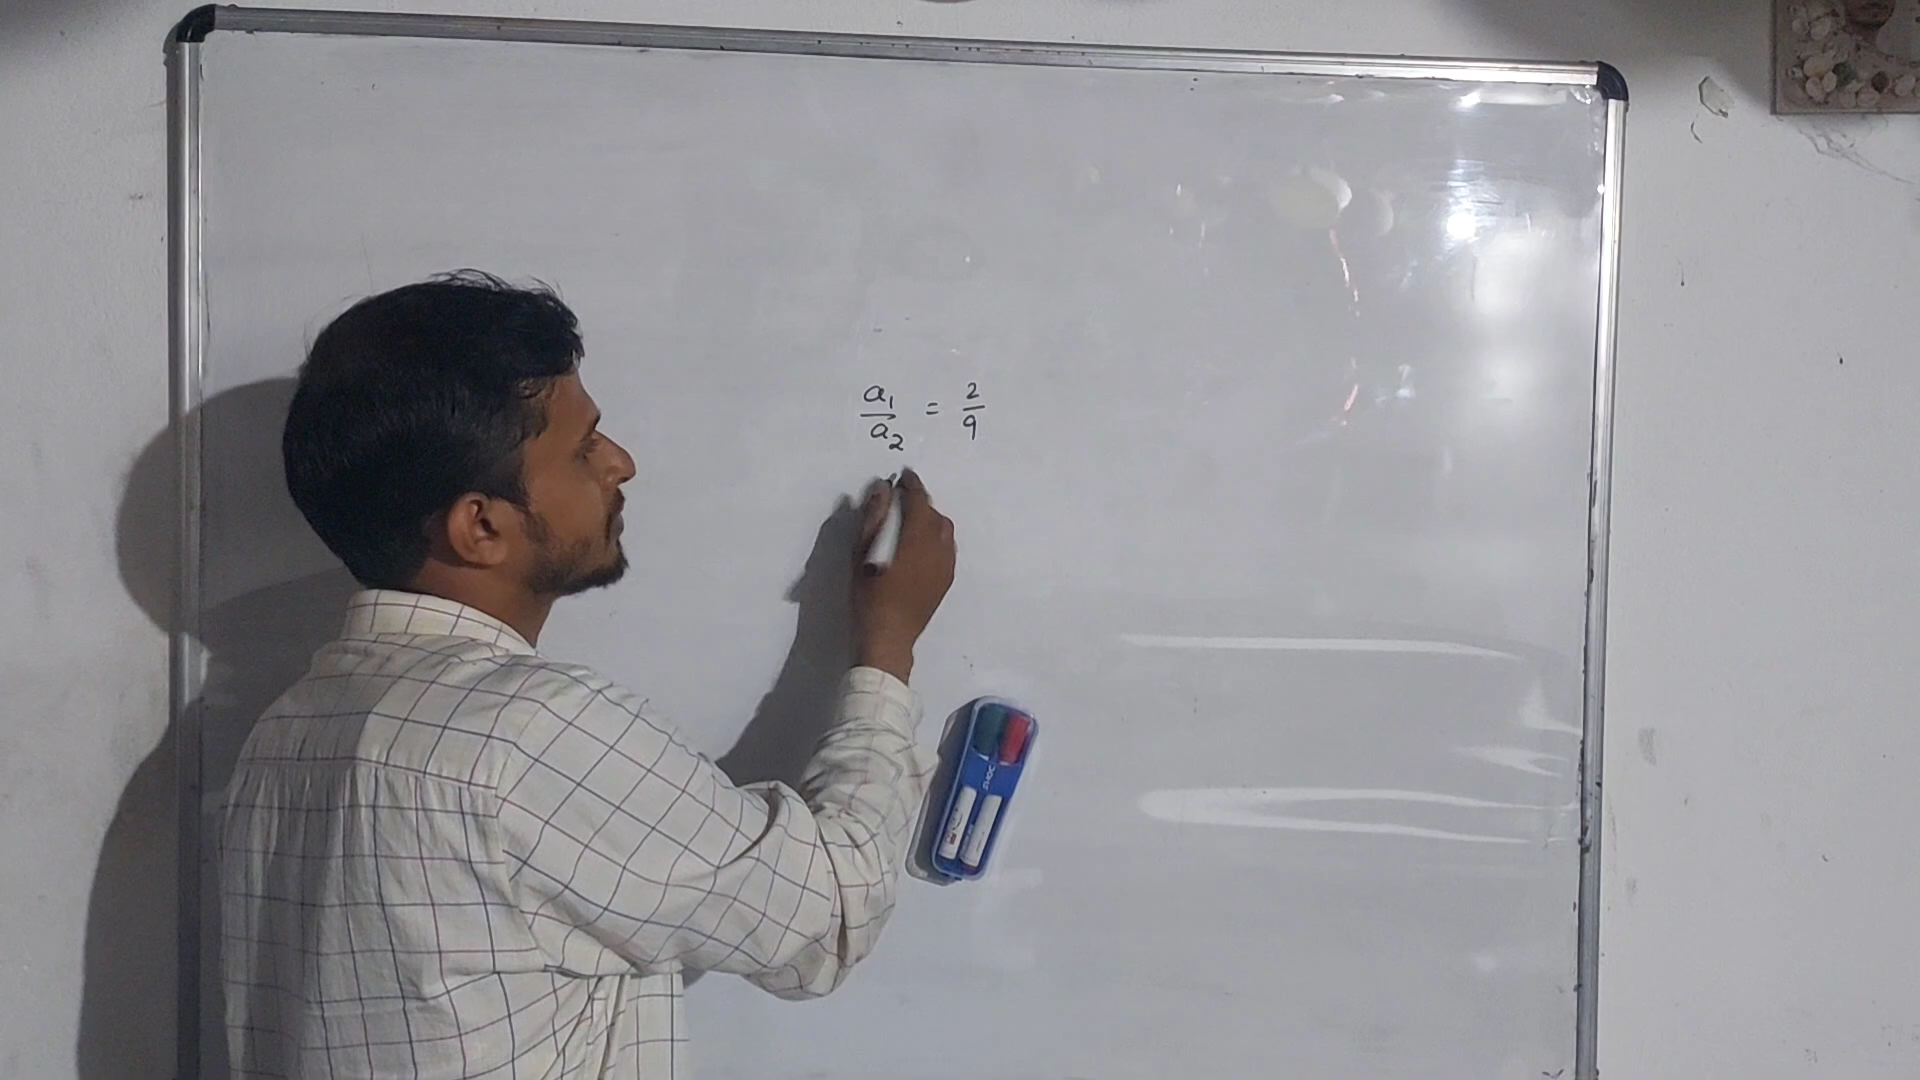 a₁/a₂ = 2/9